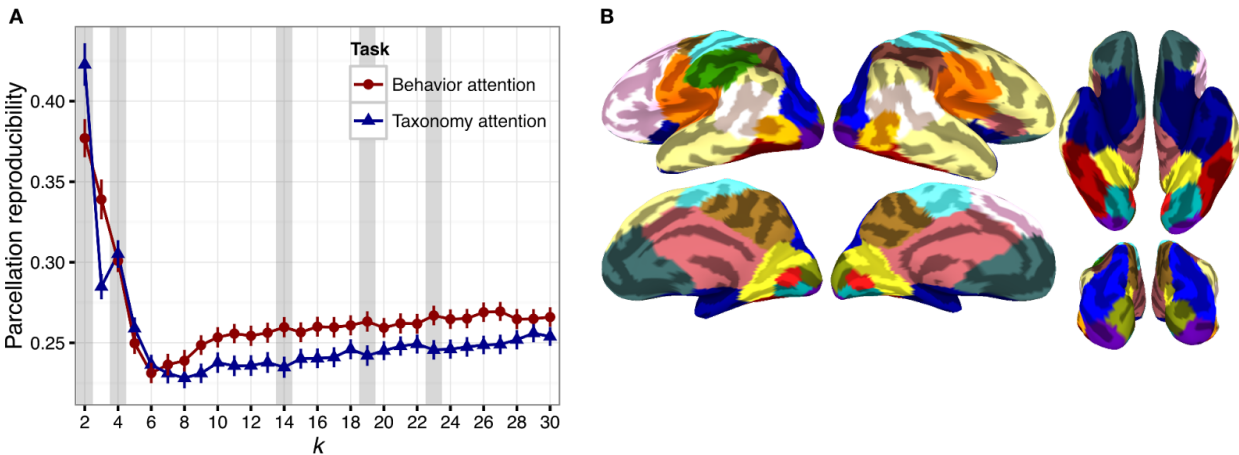 A
B
Parcellation reproducibility
0.40
0.35
0.30
0.25
Task
Behavior attention
Taxonomy attention
2 4 6 8 10 12 14 16 18 20 22 24 26 28 30
k